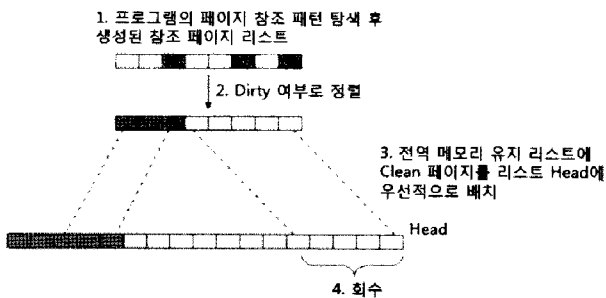 1. 프로그램의 페이지 참조 패턴 탐색 후
생성된 참조 페이지 리스트
2. Dirty 여부로 정렬
3. 전역 메모리 유지 리스트에
Clean 페이지를 리스트 Head에
우선적으로 배치
Head
4. 회수